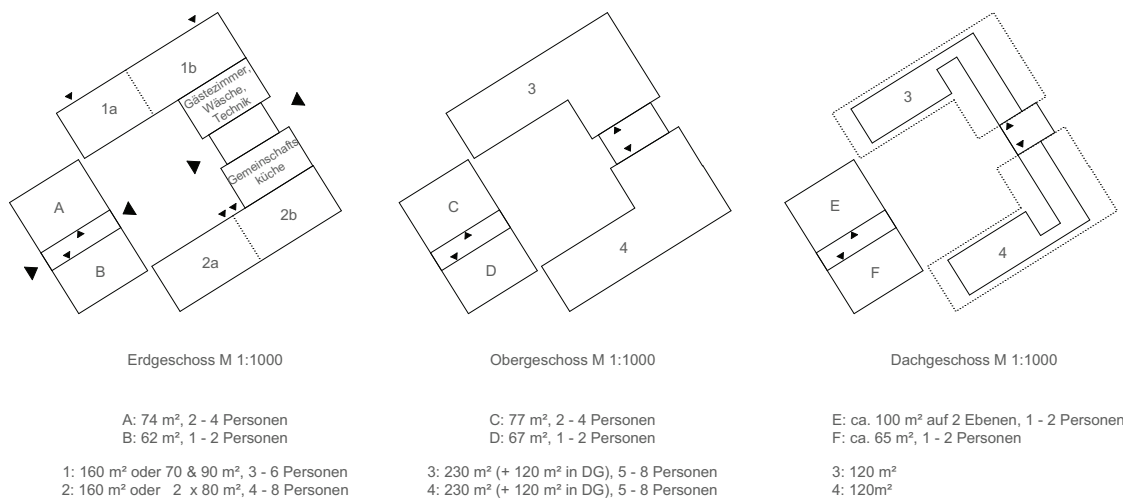 1b
1a
Gästezimmer,
Wäsche,
Technik
Gemeinschafts
küche
A
B
2b
2a
3
C
D
4
3
E
F
4
Erdgeschoss M 1:1000
Obergeschoss M 1:1000
Dachgeschoss M 1:1000
A: 74 m², 2 - 4 Personen
B: 62 m², 1 - 2 Personen
1: 160 m² oder 70 & 90 m², 3 - 6 Personen
2: 160 m² oder 2 x 80 m², 4 - 8 Personen
C: 77 m², 2 - 4 Personen
D: 67 m², 1 - 2 Personen
3: 230 m² (+ 120 m² in DG), 5 - 8 Personen
4: 230 m² (+ 120 m² in DG), 5 - 8 Personen
E: ca. 100 m² auf 2 Ebenen, 1 - 2 Personen
F: ca. 65 m², 1 - 2 Personen
3: 120 m²
4: 120m²